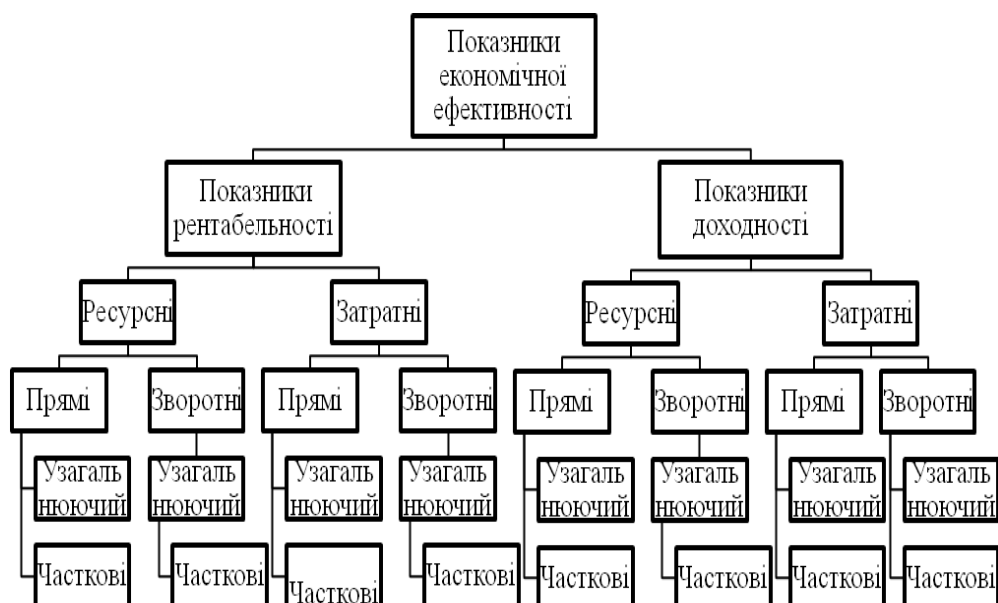 Показники
економічної
ефективності
Показники
рентабельності
Показники
доходності
Ресурсні
Затратні
Ресурсні
Затратні
Прямі
Зворотні
Прямі
Зворотні
Прямі
Зворотні
Прямі
Зворотні
Узагаль
нюючий
Узагаль
нюючий
Узагаль
нюючий
Узагаль
нюючий
Узагаль
нюючий
Узагаль
нюючий
Узагаль
нюючий
Узагаль
нюючий
Часткові
Часткові
Часткові
Часткові
Часткові
Часткові
Часткові
Часткові